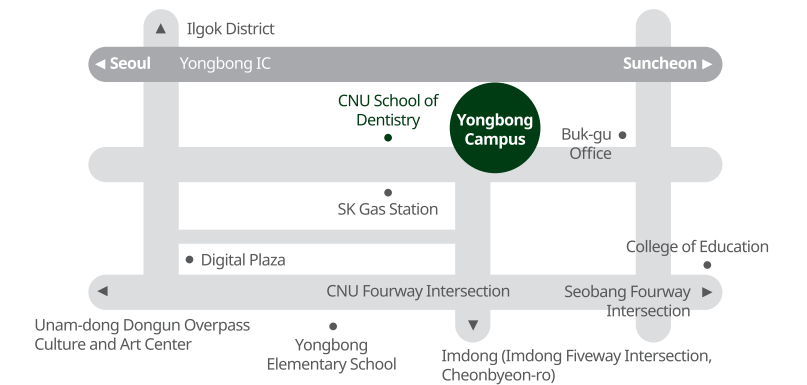 ▲ Ilgok District
◀ Seoul
Yongbong IC
Suncheon ▶
CNU School of
Dentistry
Yongbong
Campus
Buk-gu
Office
SK Gas Station
College of Education
Digital Plaza
CNU Fourway Intersection
Seobang Fourway
Intersection
Unam-dong Dongun Overpass
Culture and Art Center
Yongbong
Elementary School
Imdong (Imdong Fiveway Intersection,
Cheonbyeon-ro)